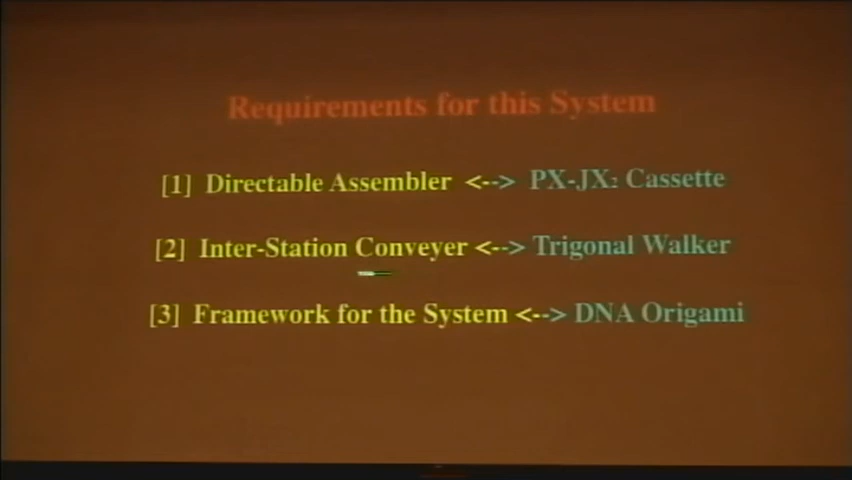 Requirements for this System
[1] Directable Assembler <--> PX-JX₂ Cassette
[2] Inter-Station Conveyer <--> Trigonal Walker
[3] Framework for the System <--> DNA Origami